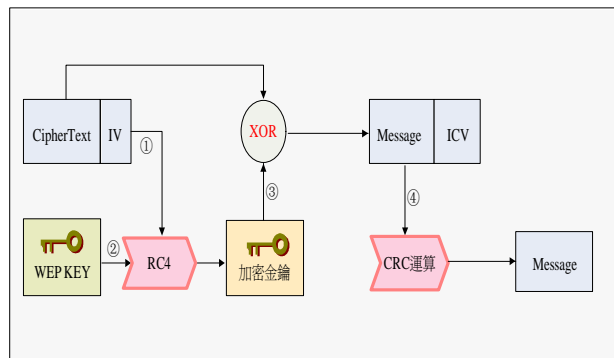 CipherText
IV
XOR
Message
ICV
①
③
④
WEP KEY
②
RC4
加密金鑰
CRC運算
Message